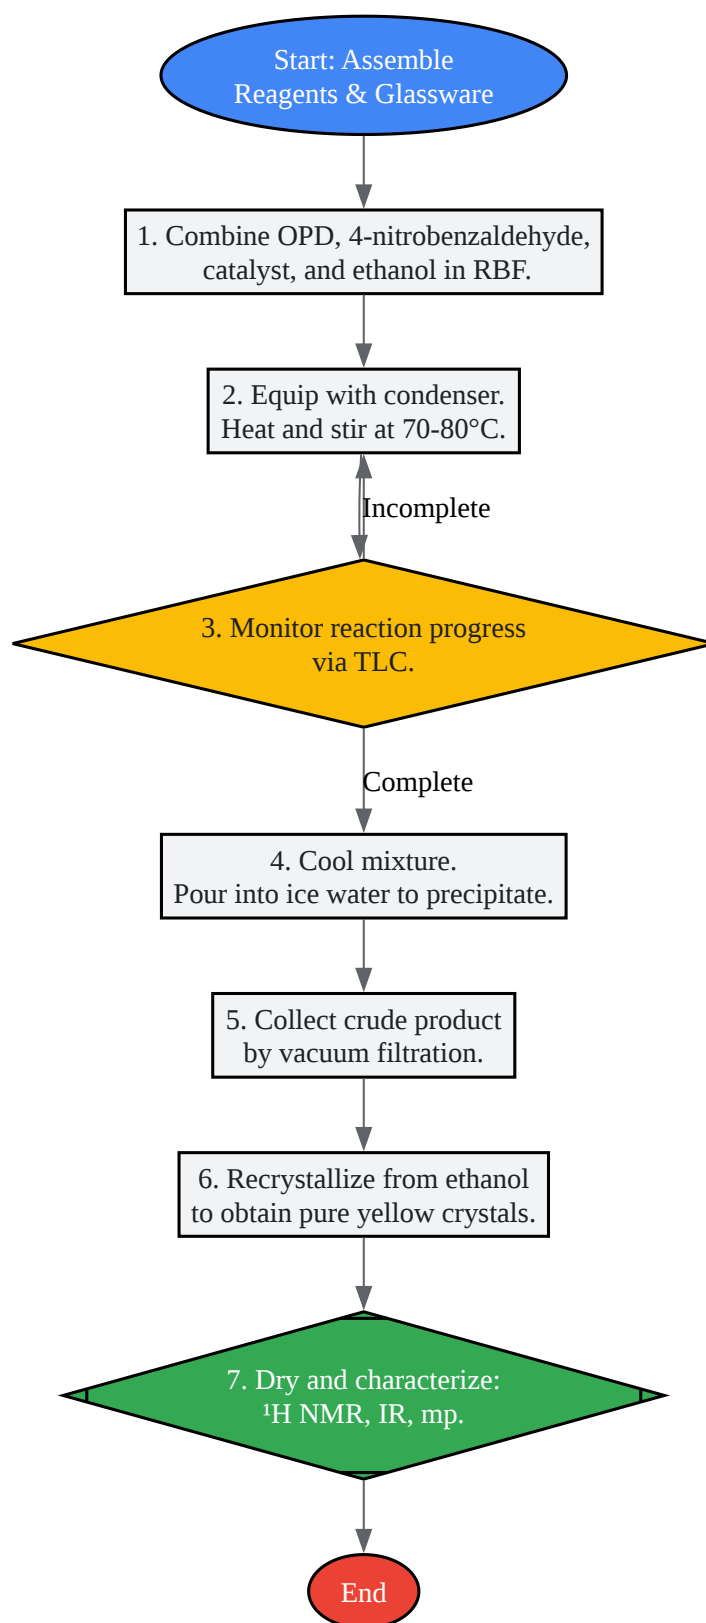 Start: Assemble
Reagents & Glassware
1. Combine OPD, 4-nitrobenzaldehyde,
catalyst, and ethanol in RBF.
2. Equip with condenser.
Heat and stir at 70-80°C.
Incomplete
3. Monitor reaction progress
via TLC.
Complete
4. Cool mixture.
Pour into ice water to precipitate.
5. Collect crude product
by vacuum filtration.
6. Recrystallize from ethanol
to obtain pure yellow crystals.
7. Dry and characterize:
¹H NMR, IR, mp.
End